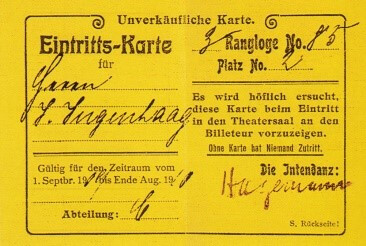 Unverkäufliche Karte.
Eintritts-Karte
für
Herrn
3 Rangloge No. 85
Platz No. 2
Es wird höflich ersucht,
diese Karte beim Eintritt
in den Theatersaal an den
Billeteur vorzuzeigen.
Ohne Karte hat Niemand Zutritt.
Gültig für den Zeitraum vom
1. Septbr. 19 bis Ende Aug. 19
Abteilung:
Die Intendanz:
Hagemann
S. Rückseite!